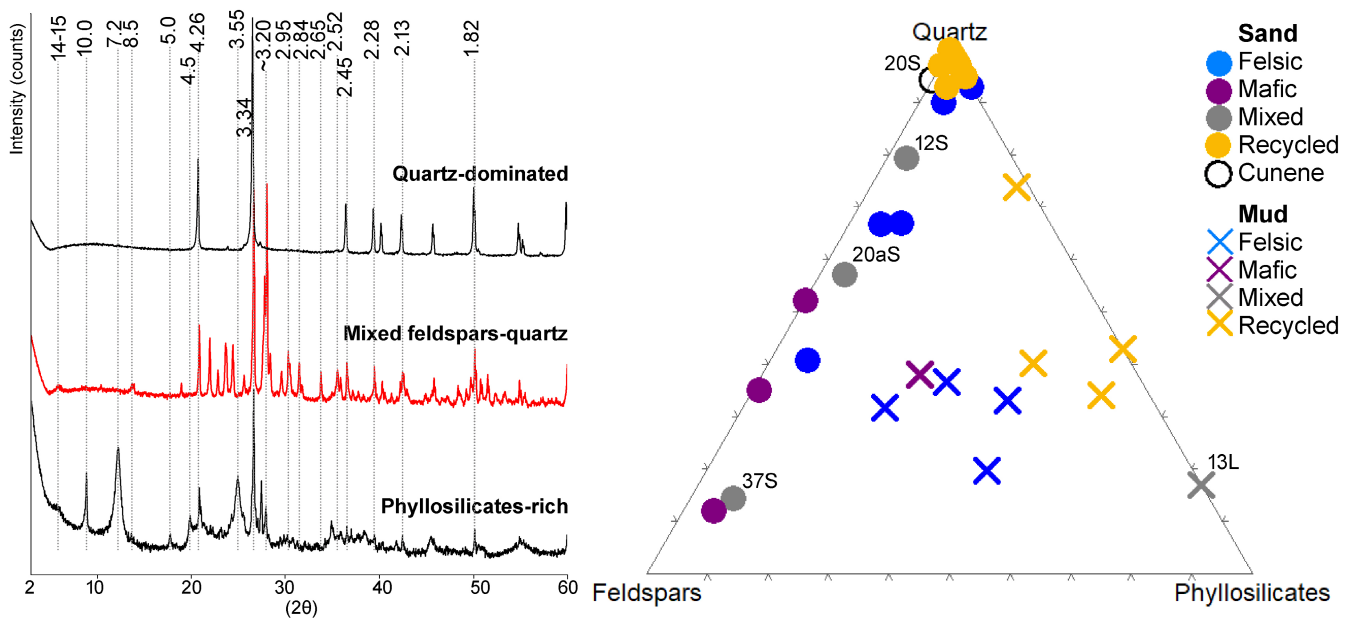 Intensity (counts)
14-15
10.0
7.2
8.5
5.0
4.5
4.26
3.55
3.34
~3.20
2.95
2.84
2.65
2.52
2.45
2.28
2.13
1.82
Quartz-dominated
Mixed feldspars-quartz
Phyllosilicates-rich
2 10 20 30 40 50 60
(2θ)
Quartz
20S
12S
20aS
37S
13L
Feldspars
Phyllosilicates
Sand
Felsic
Mafic
Mixed
Recycled
Cunene
Mud
Felsic
Mafic
Mixed
Recycled